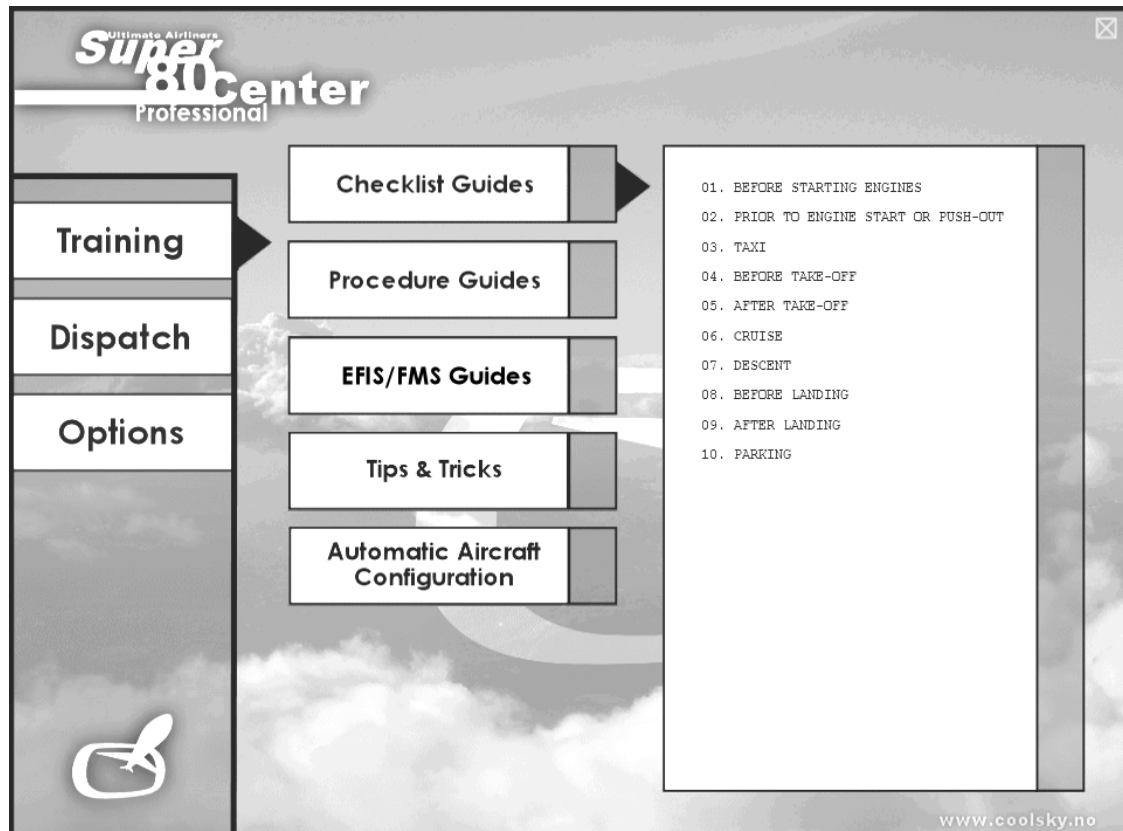 Ultimate Airliners
Super
80Center
Professional
Training
Dispatch
Options
Checklist Guides
Procedure Guides
EFIS/FMS Guides
Tips & Tricks
Automatic Aircraft
Configuration
01. BEFORE STARTING ENGINES
02. PRIOR TO ENGINE START OR PUSH-OUT
03. TAXI
04. BEFORE TAKE-OFF
05. AFTER TAKE-OFF
06. CRUISE
07. DESCENT
08. BEFORE LANDING
09. AFTER LANDING
10. PARKING
www.coolsky.no